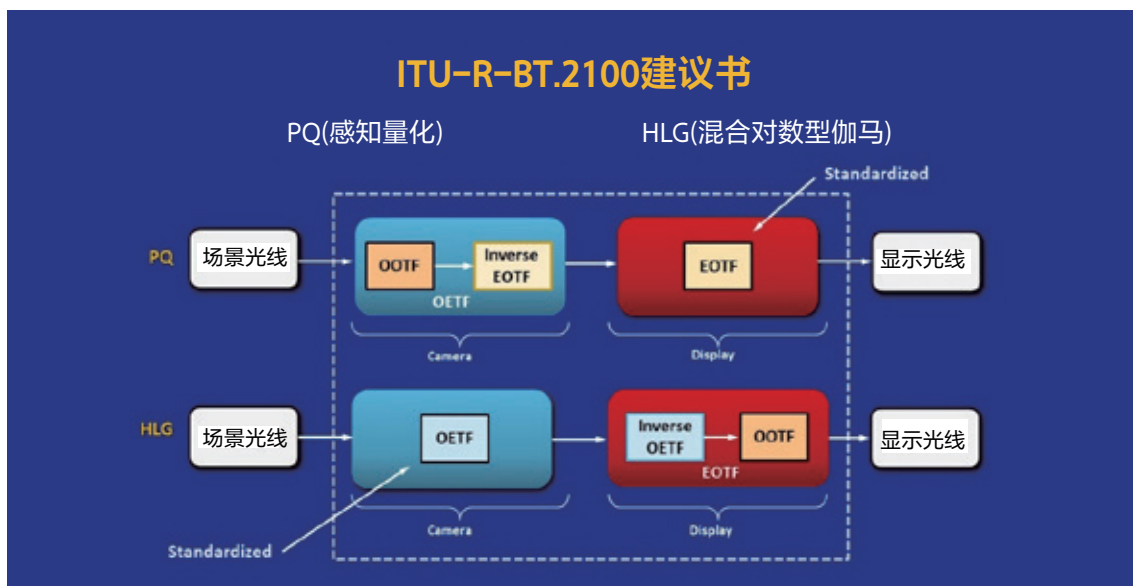 ITU-R-BT.2100建议书
PQ(感知量化)
HLG(混合对数型伽马)
Standardized
PQ
场景光线
OOTF
Inverse
EOTF
OETF
EOTF
显示光线
Camera
Display
HLG
场景光线
OETF
Inverse
OETF
OOTF
EOTF
显示光线
Camera
Display
Standardized